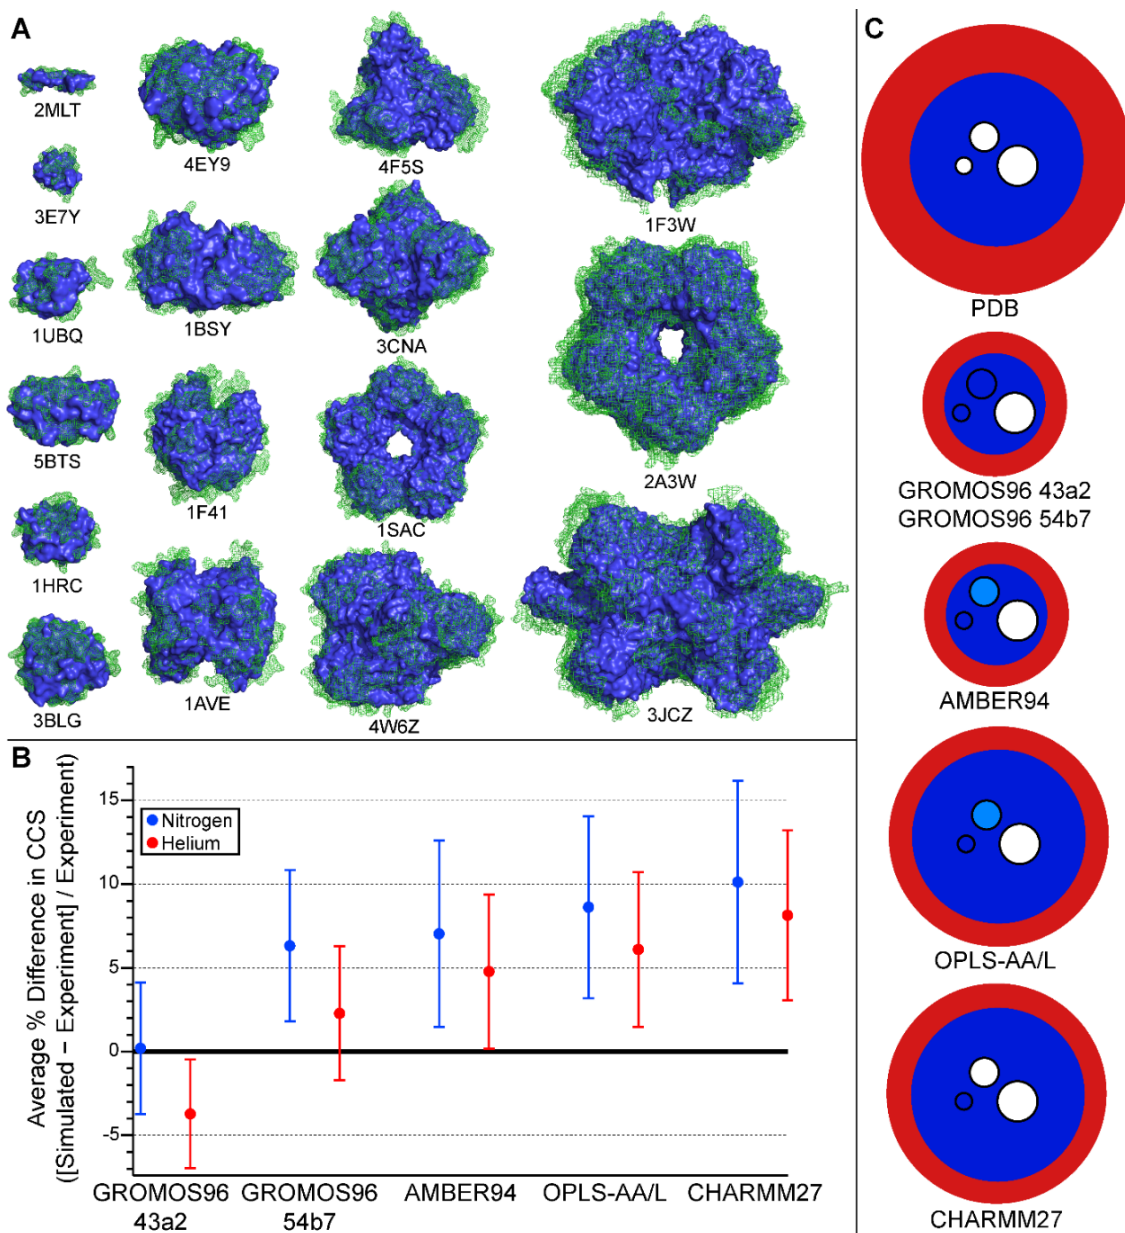 A
2MLT
3E7Y
1UBQ
5BTS
1HRC
3BLG
4EY9
1BSY
1F41
1AVE
4F5S
3CNA
1SAC
4W6Z
1F3W
2A3W
3JCZ
B
Average % Difference in CCS
([Simulated − Experiment] / Experiment)
15
10
5
0
-5
Nitrogen
Helium
GROMOS96
43a2
GROMOS96
54b7
AMBER94
OPLS-AA/L
CHARMM27
C
PDB
GROMOS96 43a2
GROMOS96 54b7
AMBER94
OPLS-AA/L
CHARMM27